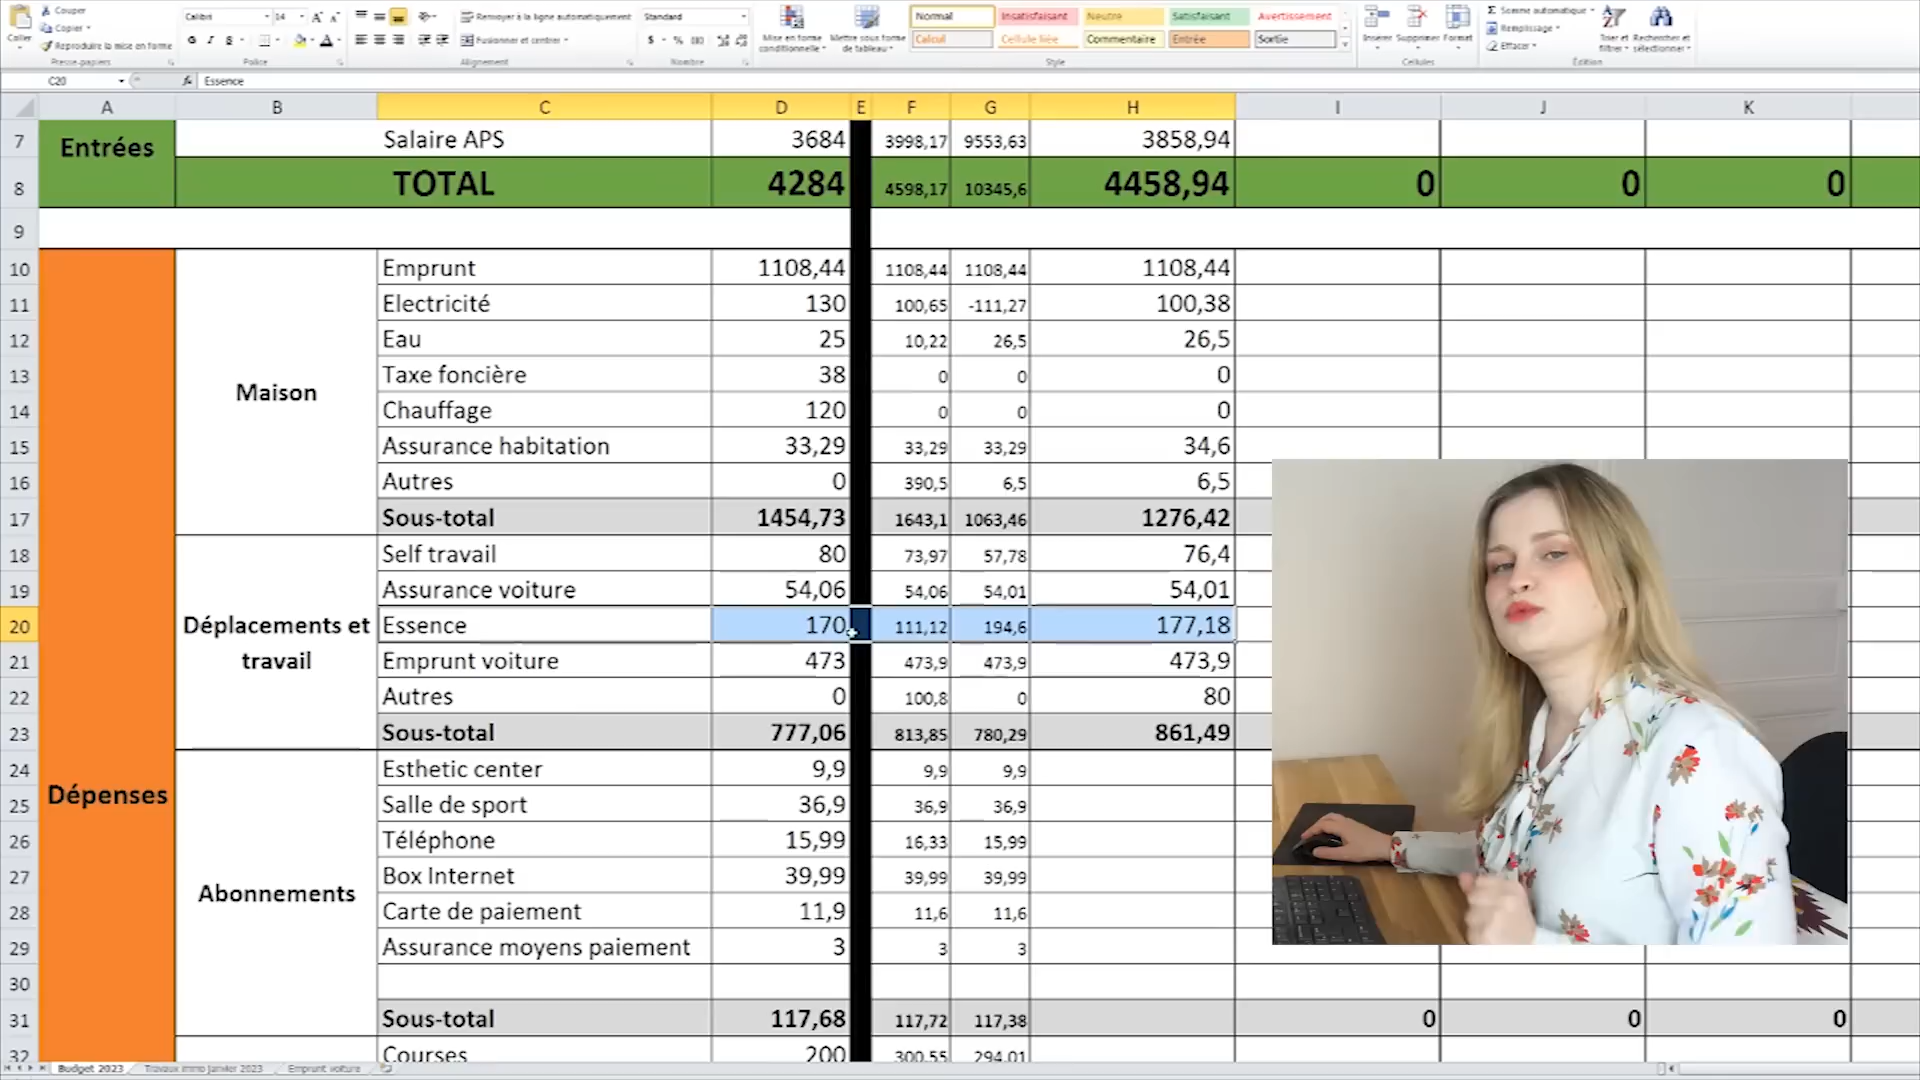 Coller
Couper
Copier
Reproduire la mise en forme
Presse-papiers
Calibri 14
G I S
Police
Renvoyer à la ligne automatiquement
Fusionner et centrer
Alignement
Standard
$ % 000
Nombre
Mise en forme conditionnelle
Mettre sous forme de tableau
Normal Insatisfaisant Neutre Satisfaisant Avertissement
Calcul Cellule liée Commentaire Entrée Sortie
Style
Insérer Supprimer Format
Cellules
Σ Somme automatique
Remplissage
Effacer
Trier et filtrer
Rechercher et sélectionner
Édition
C20 fx Essence
A B C D E F G H I J K
7 Entrées Salaire APS 3684 3998,17 9553,63 3858,94
8 TOTAL 4284 4598,17 10345,6 4458,94 0 0 0
9
10 Emprunt 1108,44 1108,44 1108,44 1108,44
11 Electricité 130 100,65 -111,27 100,38
12 Eau 25 10,22 26,5 26,5
13 Taxe foncière 38 0 0 0
Maison
14 Chauffage 120 0 0 0
15 Assurance habitation 33,29 33,29 33,29 34,6
16 Autres 0 390,5 6,5 6,5
17 Sous-total 1454,73 1643,1 1063,46 1276,42
18 Self travail 80 73,97 57,78 76,4
19 Assurance voiture 54,06 54,06 54,01 54,01
20 Déplacements et travail Essence 170 111,12 194,6 177,18
21 Emprunt voiture 473 473,9 473,9 473,9
22 Autres 0 100,8 0 80
23 Sous-total 777,06 813,85 780,29 861,49
24 Esthetic center 9,9 9,9 9,9
Dépenses
25 Salle de sport 36,9 36,9 36,9
26 Téléphone 15,99 16,33 15,99
27 Box Internet 39,99 39,99 39,99
Abonnements
28 Carte de paiement 11,9 11,6 11,6
29 Assurance moyens paiement 3 3 3
30
31 Sous-total 117,68 117,72 117,38 0 0 0
32 Courses 200 300,55 294,01
Budget 2023 Travaux immo janvier 2023 Emprunt voiture